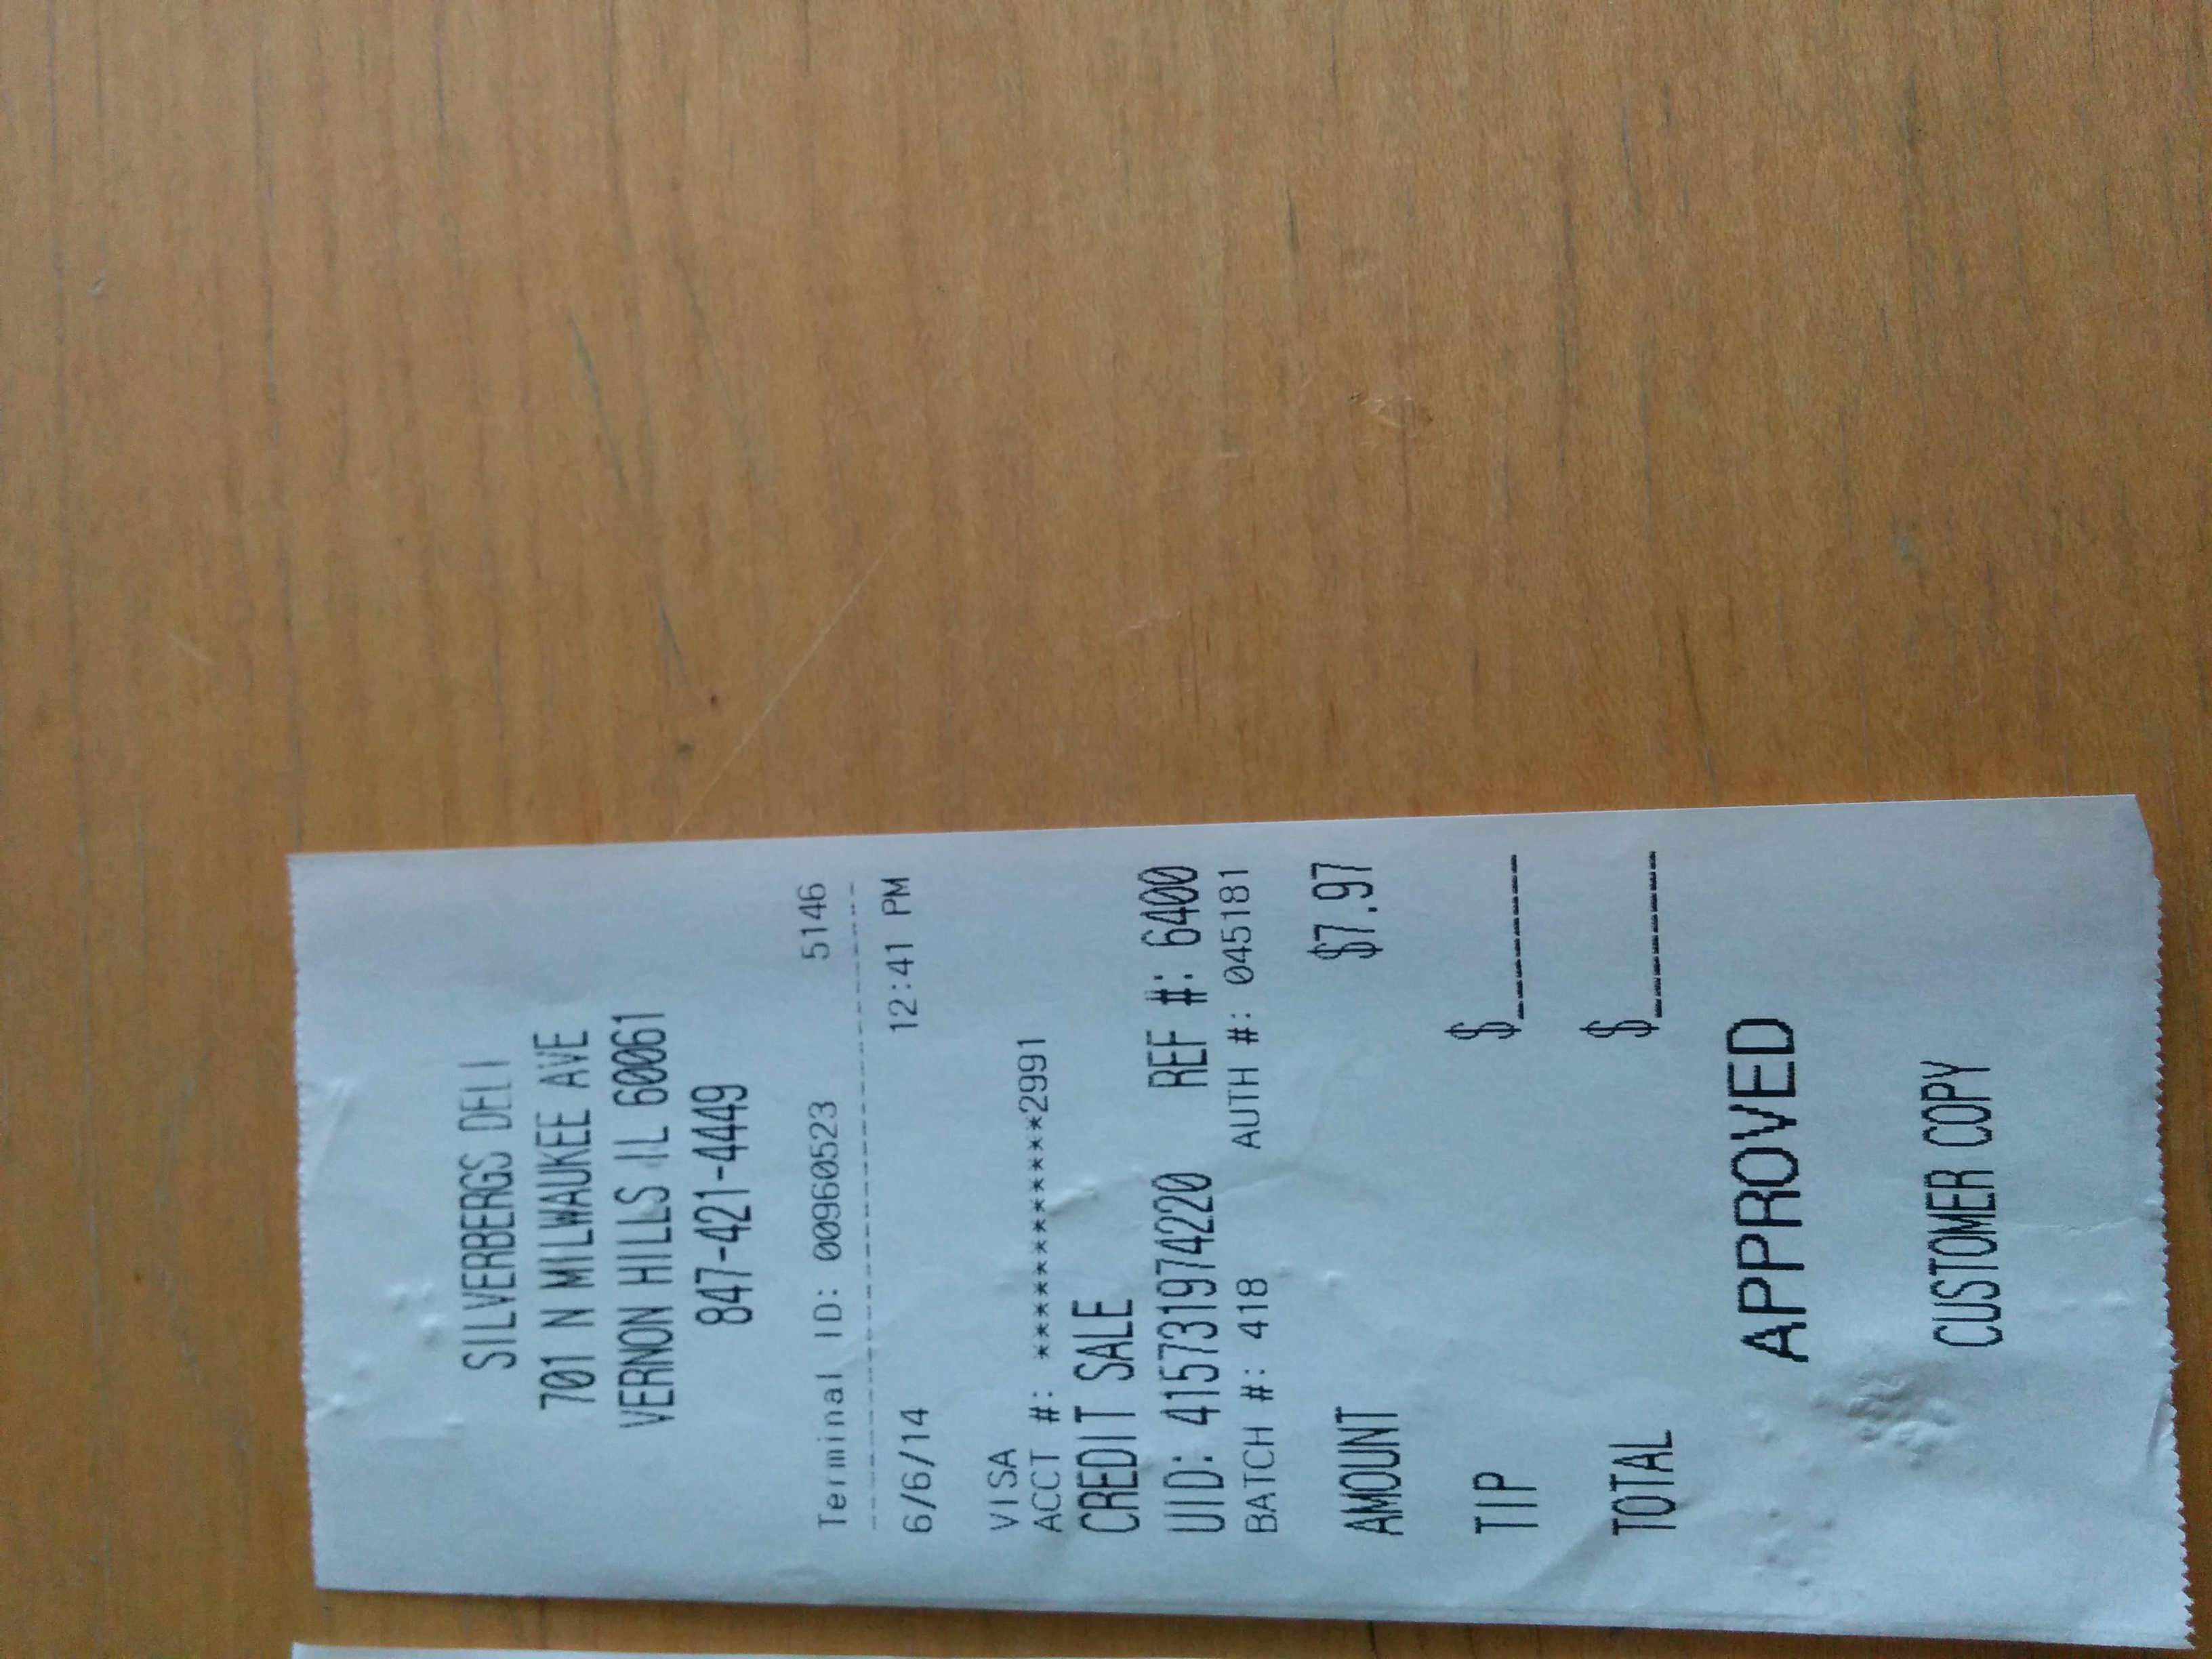 SILVERBERGS DELI
701 N MILWAUKEE AVE
VERNON HILLS IL 60061
847-421-4449
Terminal ID: 00960523 5146
6/6/14 12:41 PM
VISA
ACCT #: ************2991
CREDIT SALE
UID: 415731974220 REF #: 6400
BATCH #: 418 AUTH #: 045181
AMOUNT $7.97
TIP $______
TOTAL $______
APPROVED
CUSTOMER COPY